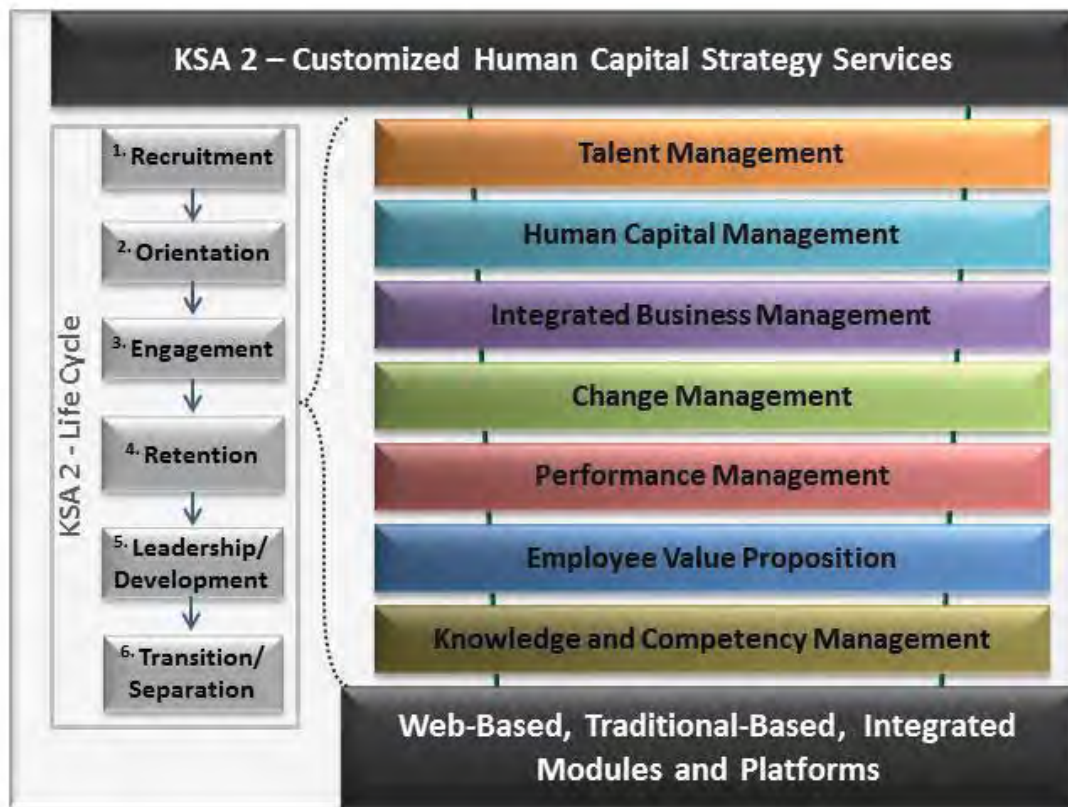 KSA 2 – Customized Human Capital Strategy Services
KSA 2 - Life Cycle
1. Recruitment
2. Orientation
3. Engagement
4. Retention
5. Leadership/
Development
6. Transition/
Separation
Talent Management
Human Capital Management
Integrated Business Management
Change Management
Performance Management
Employee Value Proposition
Knowledge and Competency Management
Web-Based, Traditional-Based, Integrated
Modules and Platforms